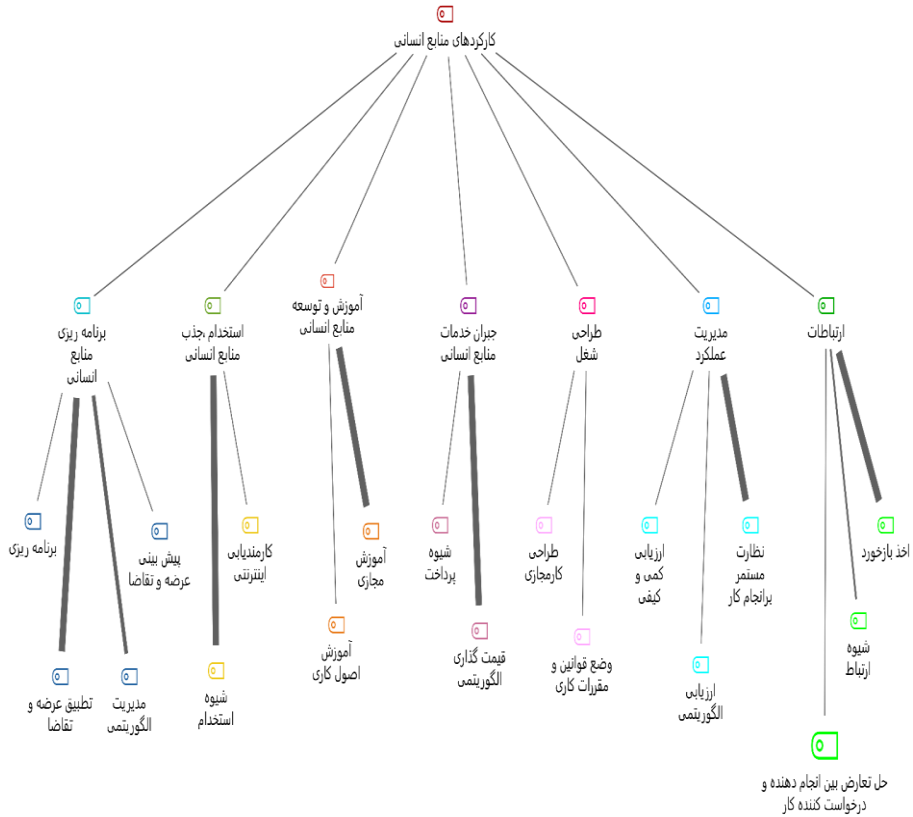 کارکردهای منابع انسانی
برنامه ریزی
منابع
انسانی
استخدام ،جذب
منابع انسانی
آموزش و توسعه
منابع انسانی
جبران خدمات
منابع انسانی
طراحی
شغل
مدیریت
عملکرد
ارتباطات
برنامه ریزی
پیش بینی
عرضه و تقاضا
کارمندیابی
اینترنتی
آموزش
مجازی
شیوه
پرداخت
طراحی
کارمجازی
ارزیابی
کمی و
کیفی
نظارت
مستمر
برانجام کار
اخذ بازخورد
تطبیق عرضه و
تقاضا
مدیریت
الگوریتمی
شیوه
استخدام
آموزش
اصول کاری
قیمت گذاری
الگوریتمی
وضع قوانین و
مقررات کاری
ارزیابی
الگوریتمی
شیوه
ارتباط
حل تعارض بین انجام دهنده و
درخواست کننده کار